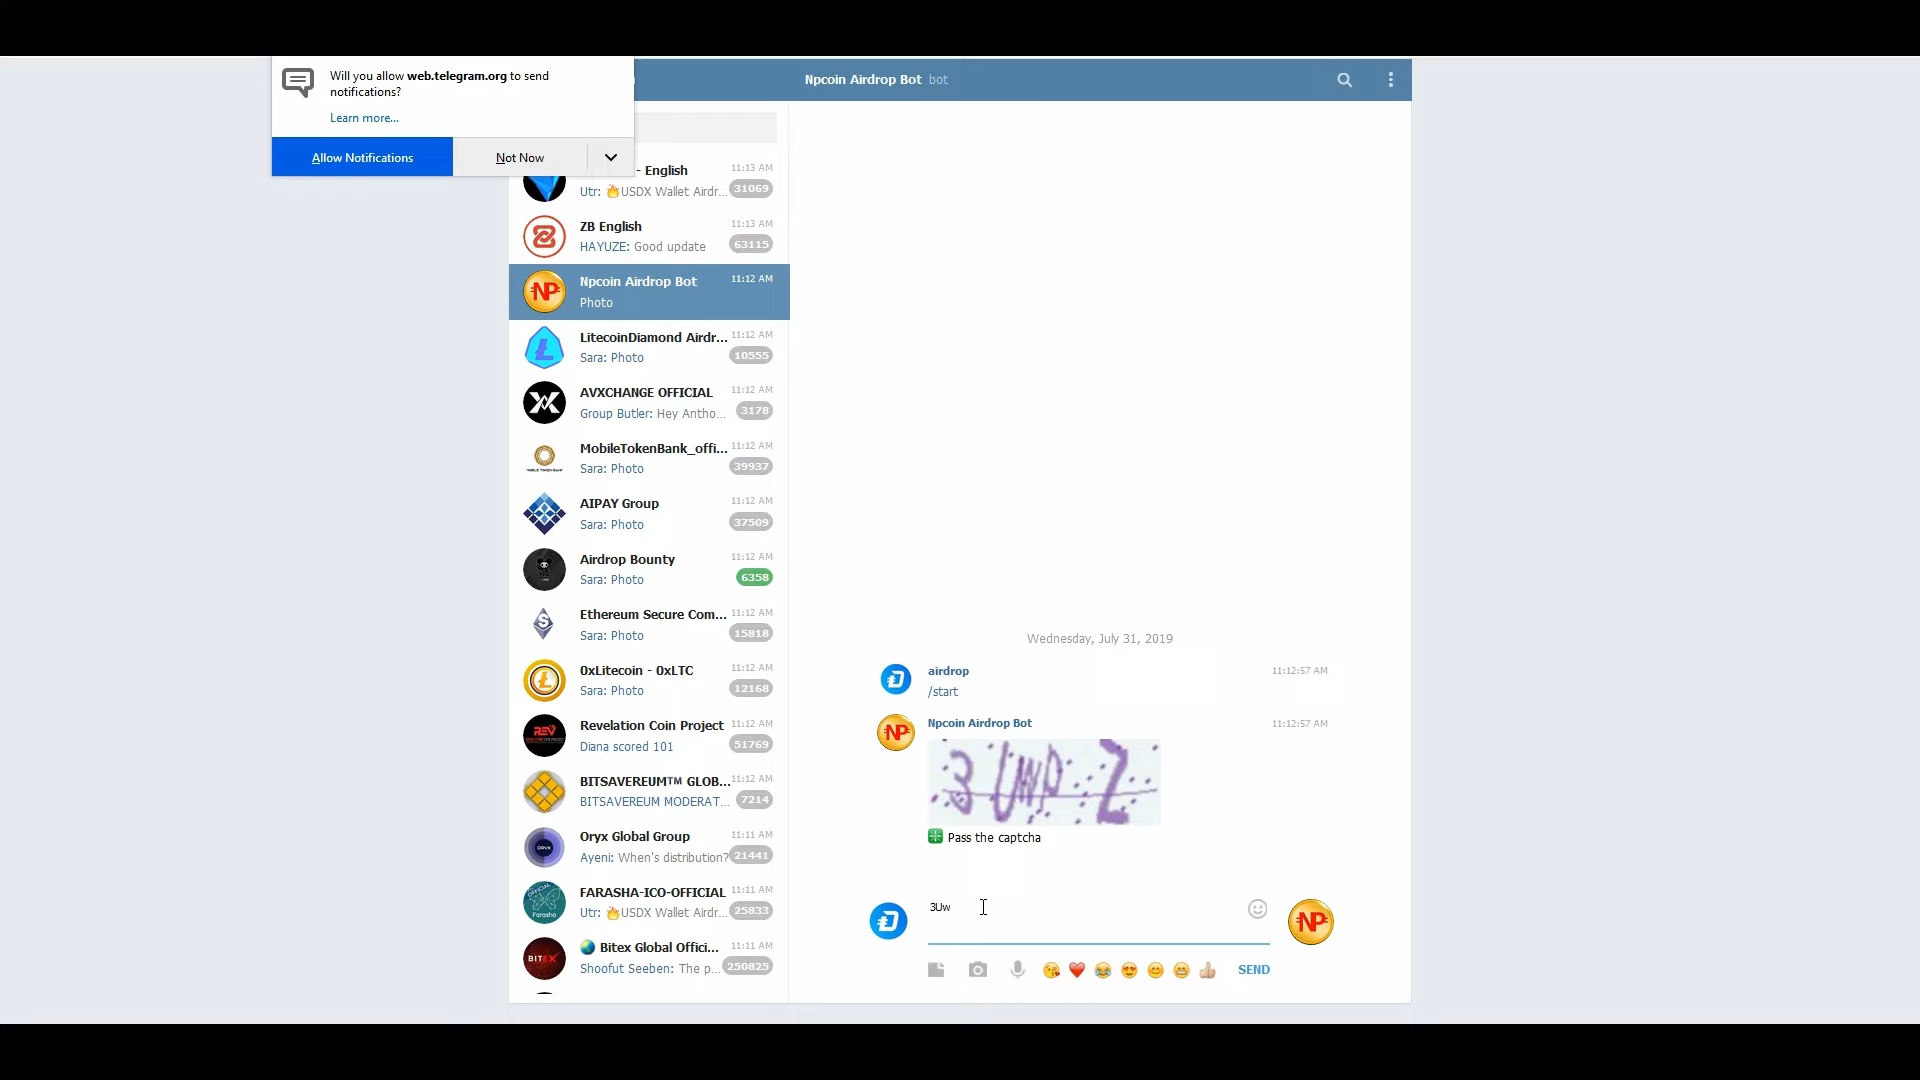 Will you allow web.telegram.org to send
notifications?
Learn more...
Allow Notifications
Not Now
Npcoin Airdrop Bot bot
- English 11:13 AM
Utr: 🔥USDX Wallet Airdr... 31069
ZB English 11:13 AM
HAYUZE: Good update 63115
Npcoin Airdrop Bot 11:12 AM
Photo
LitecoinDiamond Airdr... 11:12 AM
Sara: Photo 10555
AVXCHANGE OFFICIAL 11:12 AM
Group Butler: Hey Antho... 3178
MobileTokenBank_offi... 11:12 AM
Sara: Photo 39937
AIPAY Group 11:12 AM
Sara: Photo 37509
Airdrop Bounty 11:12 AM
Sara: Photo 6358
Ethereum Secure Com... 11:12 AM
Sara: Photo 15818
0xLitecoin - 0xLTC 11:12 AM
Sara: Photo 12168
Revelation Coin Project 11:12 AM
Diana scored 101 51769
BITSAVEREUM™ GLOB... 11:12 AM
BITSAVEREUM MODERAT... 7214
Oryx Global Group 11:11 AM
Ayeni: When's distribution? 21441
FARASHA-ICO-OFFICIAL 11:11 AM
Utr: 🔥USDX Wallet Airdr... 25833
🌏 Bitex Global Offici... 11:11 AM
Shoofut Seeben: The p... 250825
Wednesday, July 31, 2019
airdrop 11:12:57 AM
/start
Npcoin Airdrop Bot 11:12:57 AM
Pass the captcha
3Uw
SEND